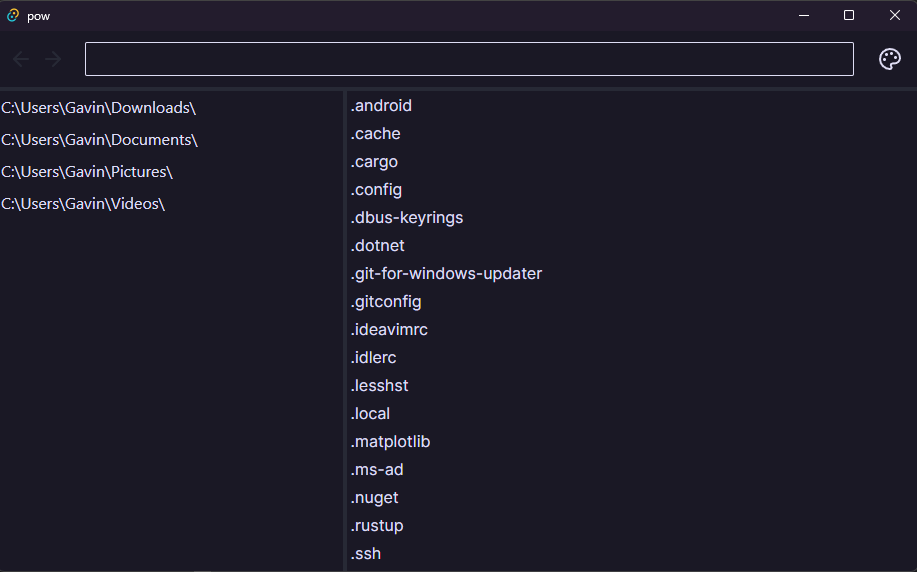 pow
C:\Users\Gavin\Downloads\
C:\Users\Gavin\Documents\
C:\Users\Gavin\Pictures\
C:\Users\Gavin\Videos\
.android
.cache
.cargo
.config
.dbus-keyrings
.dotnet
.git-for-windows-updater
.gitconfig
.ideavimrc
.idlerc
.lesshst
.local
.matplotlib
.ms-ad
.nuget
.rustup
.ssh